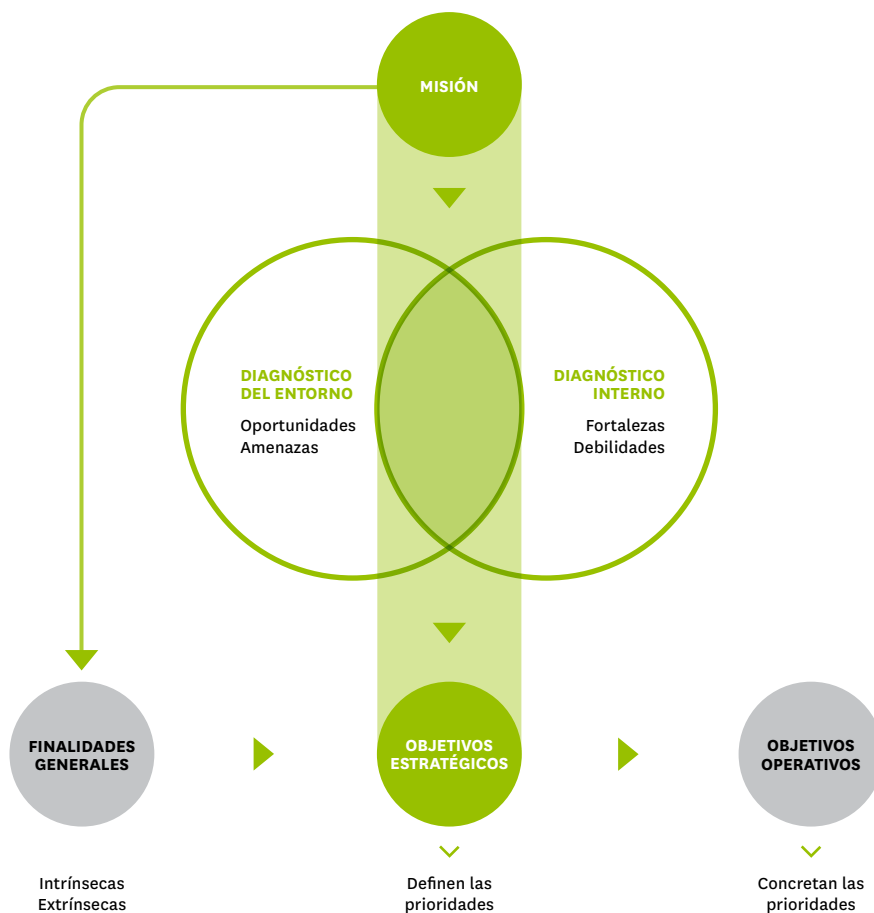 MISIÓN
DIAGNÓSTICO
DEL ENTORNO
Oportunidades
Amenazas
DIAGNÓSTICO
INTERNO
Fortalezas
Debilidades
FINALIDADES
GENERALES
OBJETIVOS
ESTRATÉGICOS
OBJETIVOS
OPERATIVOS
Intrínsecas
Extrínsecas
Definen las
prioridades
Concretan las
prioridades